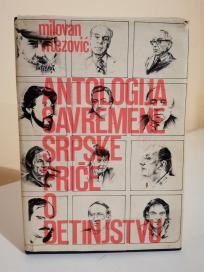 milovan
vitezović
ANTOLOGIJA
SAVREMENE
SRPSKE
PRIČE
O
DETINJSTVU